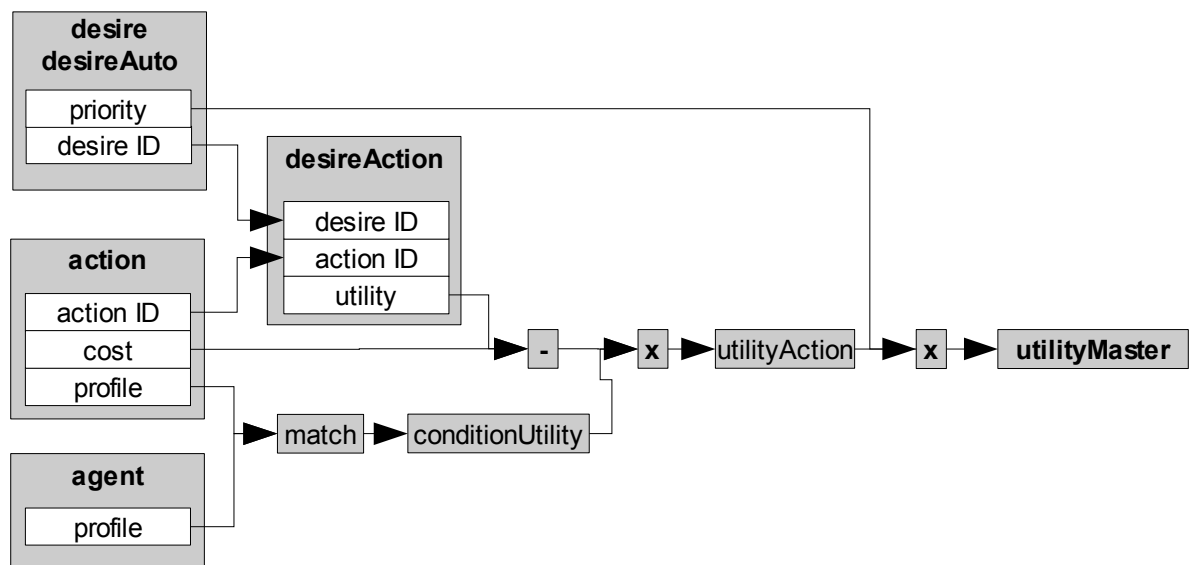 desire
desireAuto
priority
desire ID
desireAction
desire ID
action ID
utility
action
action ID
cost
profile
-
x
utilityAction
x
utilityMaster
match
conditionUtility
agent
profile